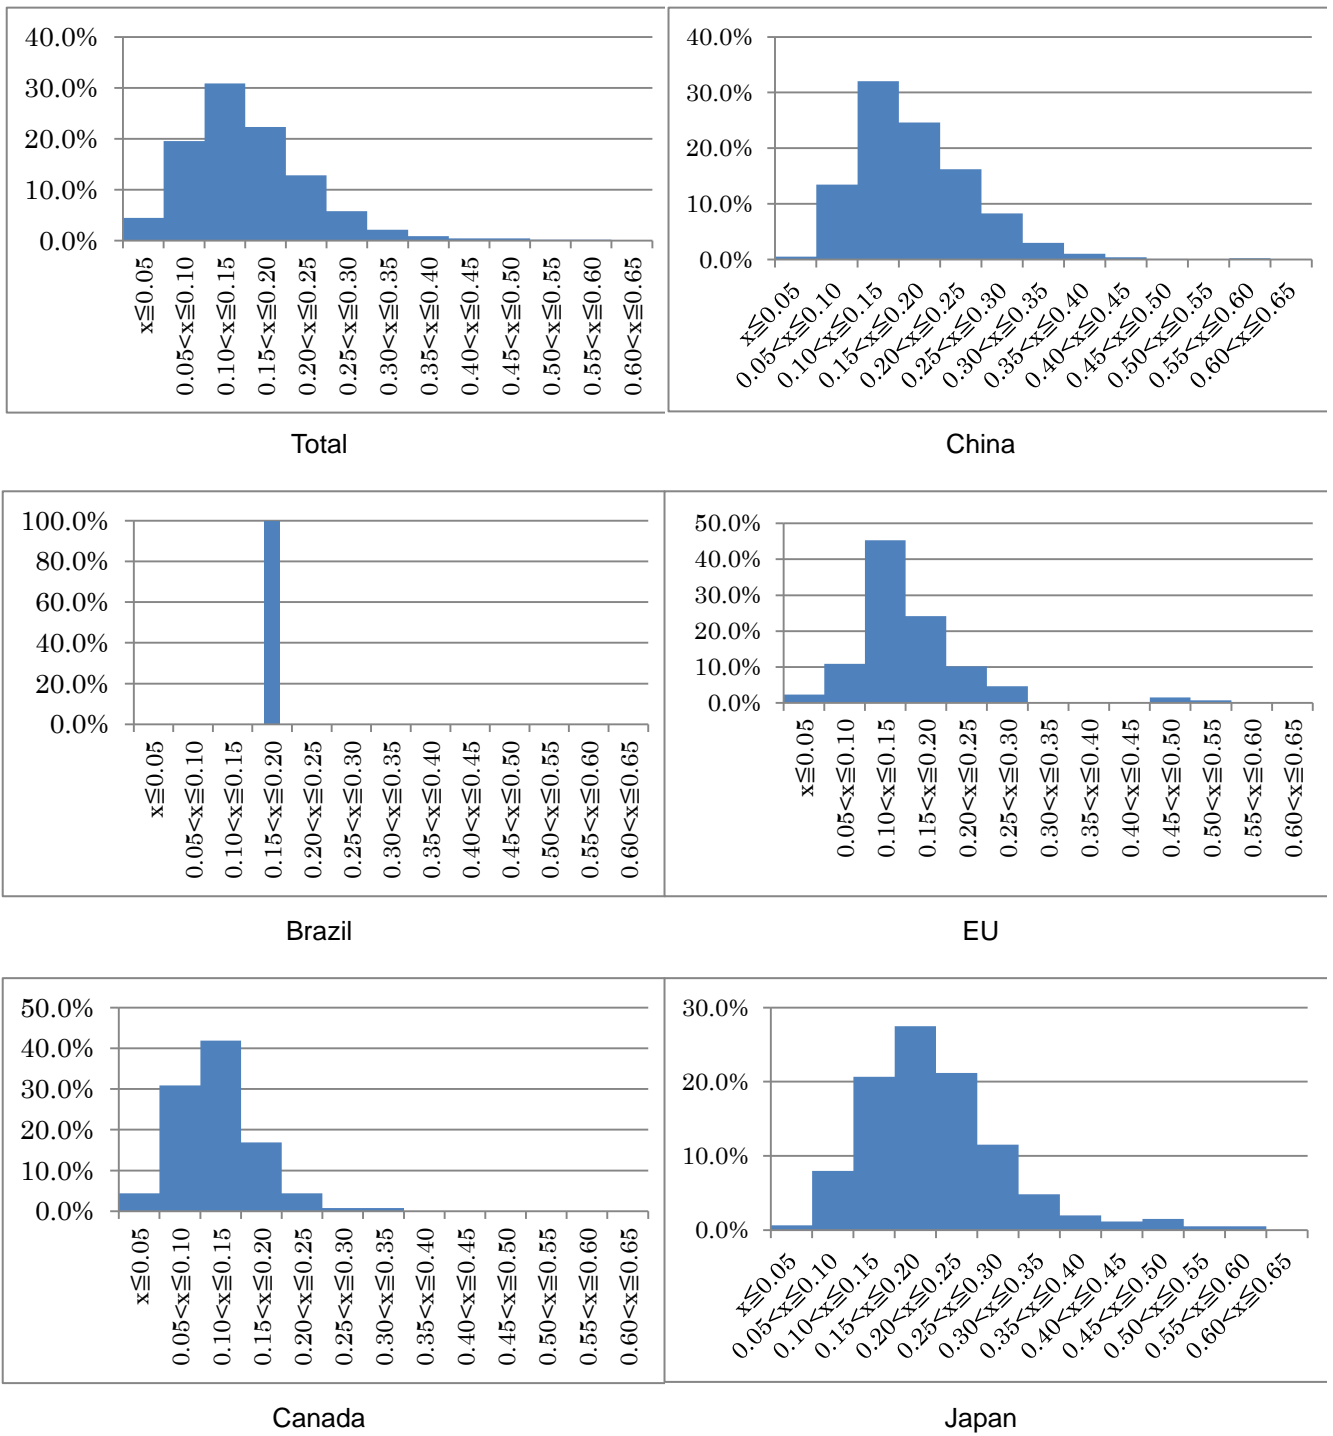 40.0%
30.0%
20.0%
10.0%
0.0%
x≦0.05
0.05<x≦0.10
0.10<x≦0.15
0.15<x≦0.20
0.20<x≦0.25
0.25<x≦0.30
0.30<x≦0.35
0.35<x≦0.40
0.40<x≦0.45
0.45<x≦0.50
0.50<x≦0.55
0.55<x≦0.60
0.60<x≦0.65
Total
40.0%
30.0%
20.0%
10.0%
0.0%
x≦0.05
0.05<x≦0.10
0.10<x≦0.15
0.15<x≦0.20
0.20<x≦0.25
0.25<x≦0.30
0.30<x≦0.35
0.35<x≦0.40
0.40<x≦0.45
0.45<x≦0.50
0.50<x≦0.55
0.55<x≦0.60
0.60<x≦0.65
China
100.0%
80.0%
60.0%
40.0%
20.0%
0.0%
x≦0.05
0.05<x≦0.10
0.10<x≦0.15
0.15<x≦0.20
0.20<x≦0.25
0.25<x≦0.30
0.30<x≦0.35
0.35<x≦0.40
0.40<x≦0.45
0.45<x≦0.50
0.50<x≦0.55
0.55<x≦0.60
0.60<x≦0.65
Brazil
50.0%
40.0%
30.0%
20.0%
10.0%
0.0%
x≦0.05
0.05<x≦0.10
0.10<x≦0.15
0.15<x≦0.20
0.20<x≦0.25
0.25<x≦0.30
0.30<x≦0.35
0.35<x≦0.40
0.40<x≦0.45
0.45<x≦0.50
0.50<x≦0.55
0.55<x≦0.60
0.60<x≦0.65
EU
50.0%
40.0%
30.0%
20.0%
10.0%
0.0%
x≦0.05
0.05<x≦0.10
0.10<x≦0.15
0.15<x≦0.20
0.20<x≦0.25
0.25<x≦0.30
0.30<x≦0.35
0.35<x≦0.40
0.40<x≦0.45
0.45<x≦0.50
0.50<x≦0.55
0.55<x≦0.60
0.60<x≦0.65
Canada
30.0%
20.0%
10.0%
0.0%
x≦0.05
0.05<x≦0.10
0.10<x≦0.15
0.15<x≦0.20
0.20<x≦0.25
0.25<x≦0.30
0.30<x≦0.35
0.35<x≦0.40
0.40<x≦0.45
0.45<x≦0.50
0.50<x≦0.55
0.55<x≦0.60
0.60<x≦0.65
Japan